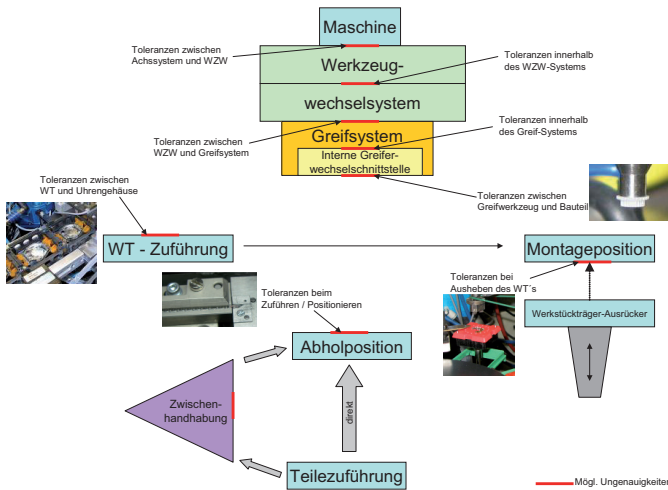 Maschine
Toleranzen zwischen
Achssystem und WZW
Werkzeug-
Toleranzen innerhalb
des WZW-Systems
wechselsystem
Toleranzen zwischen
WZW und Greifsystem
Greifsystem
Interne Greifer-
wechselschnittstelle
Toleranzen innerhalb
des Greif-Systems
Toleranzen zwischen
WT und Uhrengehäuse
Toleranzen zwischen
Greifwerkzeug und Bauteil
WT - Zuführung
Montageposition
Toleranzen beim
Zuführen / Positionieren
Toleranzen bei
Ausheben des WT´s
Abholposition
Werkstückträger-Ausrücker
Zwischen-
handhabung
direkt
Teilezuführung
Mögl. Ungenauigkeiten